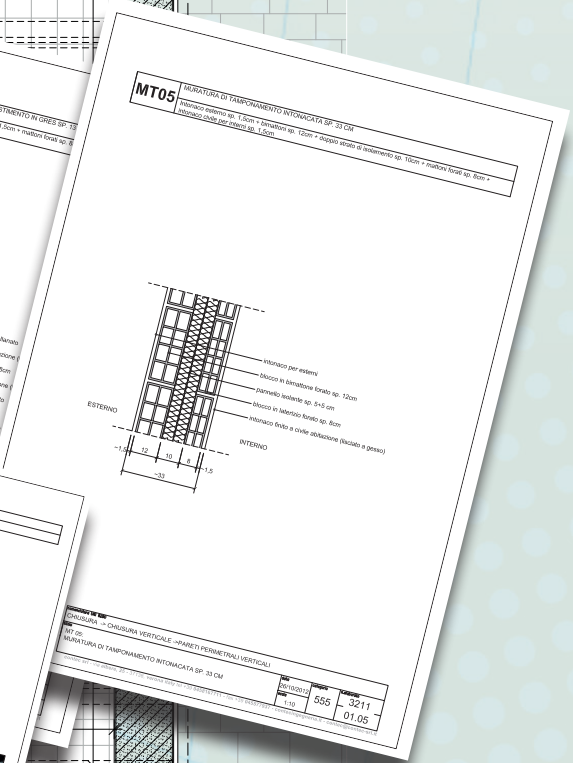 STIMENTO IN GRES SP. 13
,5cm + mattoni forati sp. 8
MT05
MURATURA DI TAMPONAMENTO INTONACATA SP. 33 CM
Intonaco esterno sp. 1,5cm + bimattoni sp. 12cm + doppio strato di isolamento sp. 10cm + mattoni forati sp. 8cm +
Intonaco civile per interni sp. 1,5cm
llanato
azione (
5cm
intonaco per esterni
blocco in bimattone forato sp. 12cm
pannello isolante sp. 5+5 cm
blocco in laterizio forato sp. 8cm
intonaco finito a civile abitazione (lisciato a gesso)
ESTERNO
INTERNO
~1,5
12
10
8
~1,5
~33
CHIUSURA -> CHIUSURA VERTICALE ->PARETI PERIMETRALI VERTICALI
MT 05:
MURATURA DI TAMPONAMENTO INTONACATA SP. 33 CM
26/10/2012
1:10
555
3211
01.05